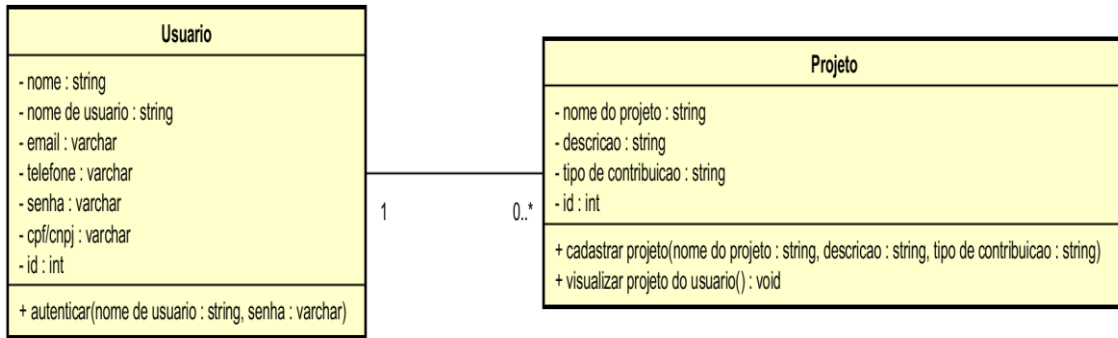 Usuario
- nome : string
- nome de usuario : string
- email : varchar
- telefone : varchar
- senha : varchar
- cpf/cnpj : varchar
- id : int
+ autenticar(nome de usuario : string, senha : varchar)
1
0..*
Projeto
- nome do projeto : string
- descricao : string
- tipo de contribuicao : string
- id : int
+ cadastrar projeto(nome do projeto : string, descricao : string, tipo de contribuicao : string)
+ visualizar projeto do usuario() : void